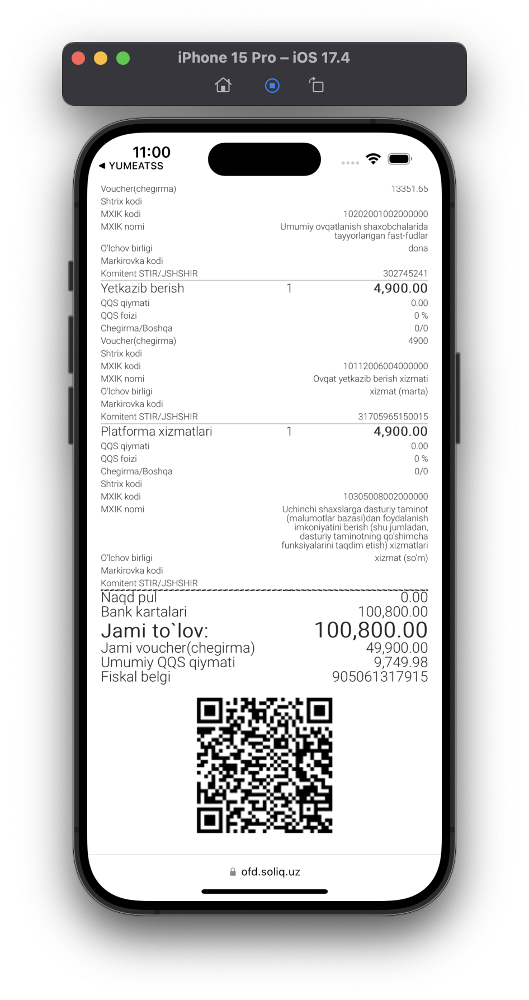 iPhone 15 Pro – iOS 17.4
11:00
◀ YUMEATSS
Voucher(chegirma) 13351.65
Shtrix kodi
MXIK kodi 10202001002000000
MXIK nomi Umumiy ovqatlanish shaxobchalarida
tayyorlangan fast-fudlar
O'lchov birligi dona
Markirovka kodi
Komitent STIR/JSHSHIR 302745241
Yetkazib berish 1 4,900.00
QQS qiymati 0.00
QQS foizi 0 %
Chegirma/Boshqa 0/0
Voucher(chegirma) 4900
Shtrix kodi
MXIK kodi 10112006004000000
MXIK nomi Ovqat yetkazib berish xizmati
O'lchov birligi xizmat (marta)
Markirovka kodi
Komitent STIR/JSHSHIR 31705965150015
Platforma xizmatlari 1 4,900.00
QQS qiymati 0.00
QQS foizi 0 %
Chegirma/Boshqa 0/0
Shtrix kodi
MXIK kodi 10305008002000000
MXIK nomi Uchinchi shaxslarga dasturiy taminot
(malumotlar bazasi)dan foydalanish
imkoniyatini berish (shu jumladan,
dasturiy taminotning qo‘shimcha
funksiyalarini taqdim etish) xizmatlari
O'lchov birligi xizmat (so‘m)
Markirovka kodi
Komitent STIR/JSHSHIR
Naqd pul 0.00
Bank kartalari 100,800.00
Jami to`lov: 100,800.00
Jami voucher(chegirma) 49,900.00
Umumiy QQS qiymati 9,749.98
Fiskal belgi 905061317915
ofd.soliq.uz